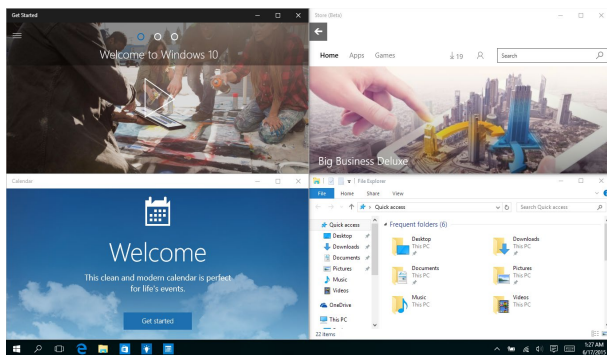 Get Started
Welcome to Windows 10
Store (Beta)
Home Apps Games
19
Search
Big Business Deluxe
Calendar
Welcome
This clean and modern calendar is perfect
for life's events.
Get started
File Explorer
File Home Share View
Quick access
Search Quick access
Quick access
Desktop
Downloads
Documents
Pictures
Music
Videos
OneDrive
This PC
Frequent folders (6)
Desktop
This PC
Downloads
This PC
Documents
This PC
Pictures
This PC
Music
This PC
Videos
This PC
22 items
1:27 AM
6/17/2015